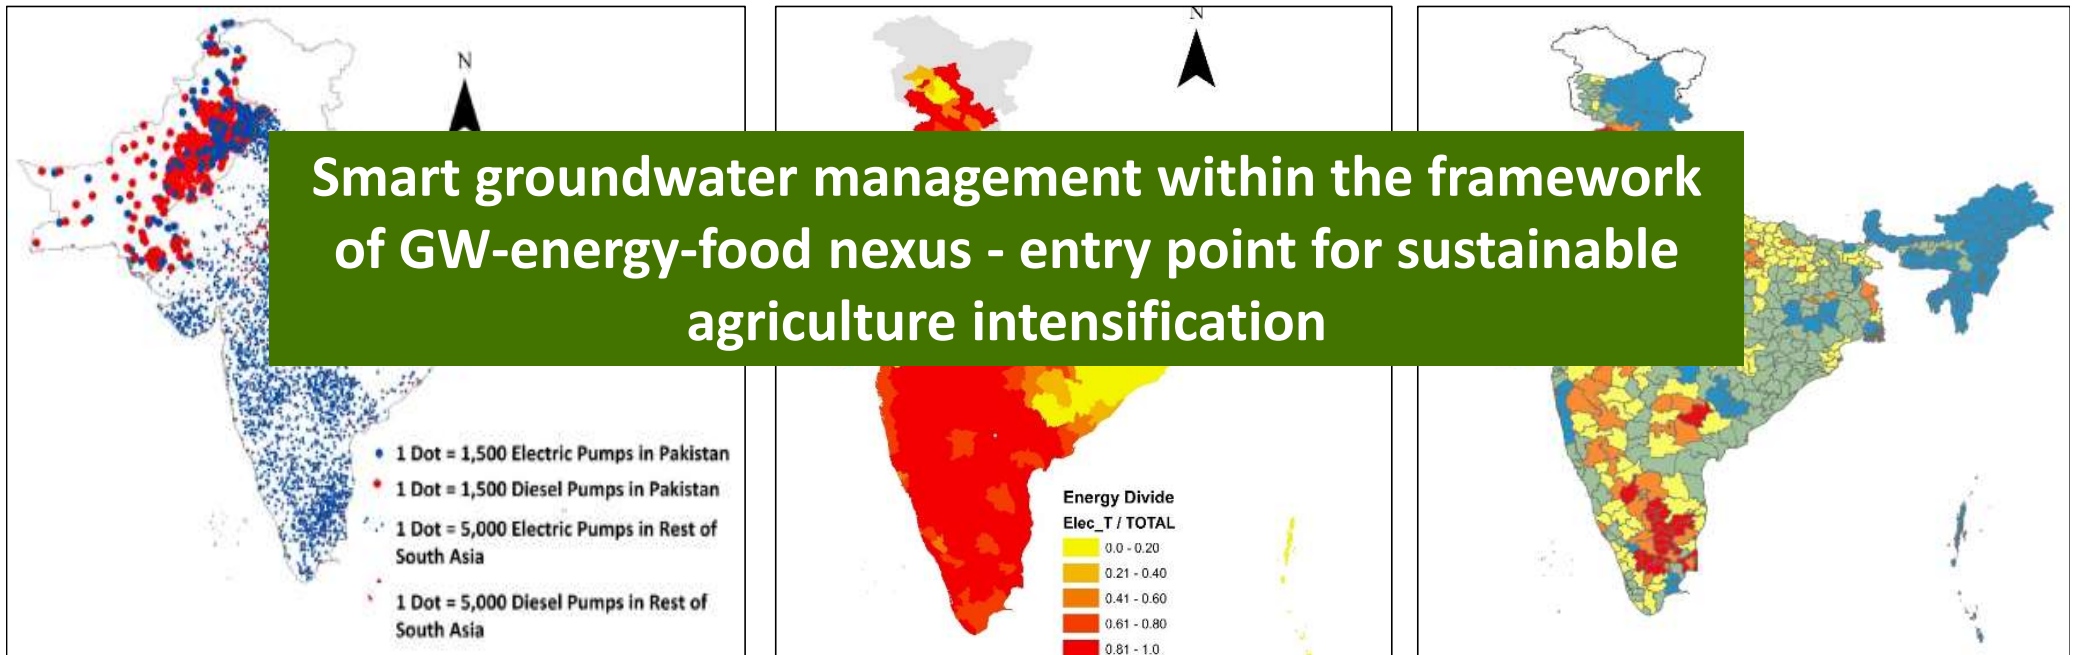 N
N
Smart groundwater management within the framework
of GW-energy-food nexus - entry point for sustainable
agriculture intensification
1 Dot = 1,500 Electric Pumps in Pakistan
1 Dot = 1,500 Diesel Pumps in Pakistan
1 Dot = 5,000 Electric Pumps in Rest of
South Asia
1 Dot = 5,000 Diesel Pumps in Rest of
South Asia
Energy Divide
Elec_T / TOTAL
0.0 - 0.20
0.21 - 0.40
0.41 - 0.60
0.61 - 0.80
0.81 - 1.0